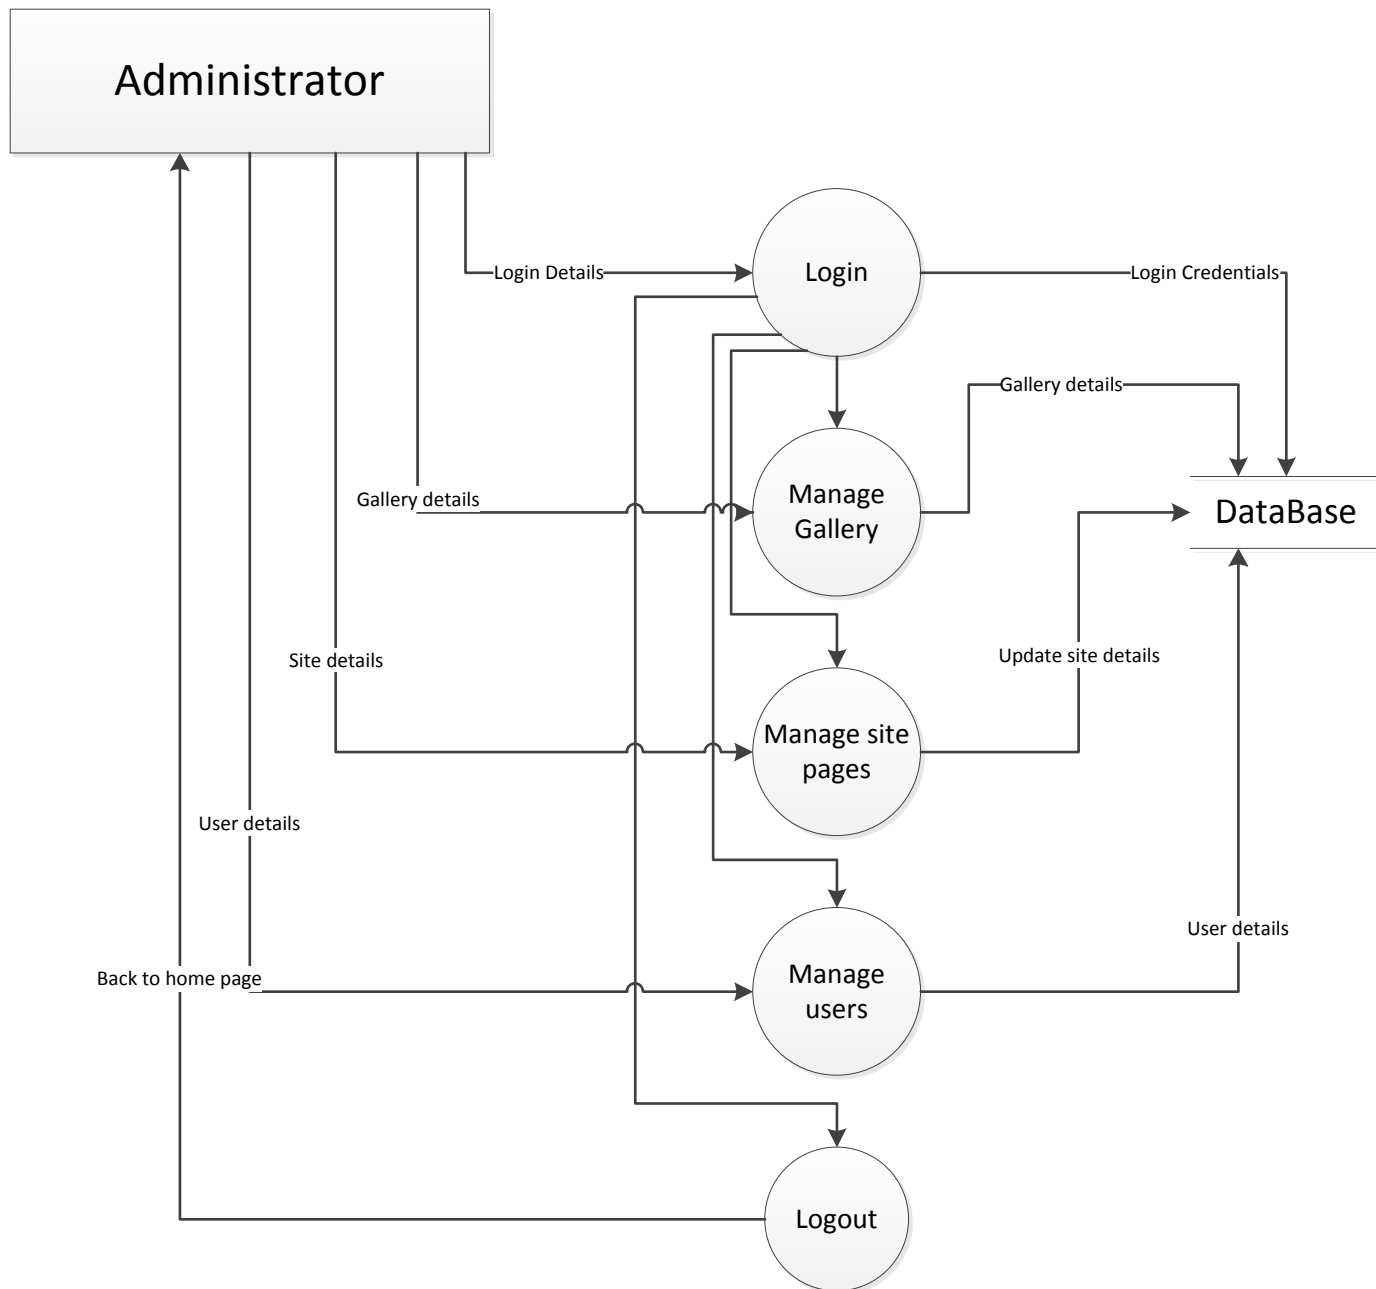 Administrator
Login Details
Login
Login Credentials
Gallery details
Gallery details
Manage
Gallery
DataBase
Site details
Update site details
Manage site
pages
User details
User details
Back to home page
Manage
users
Logout